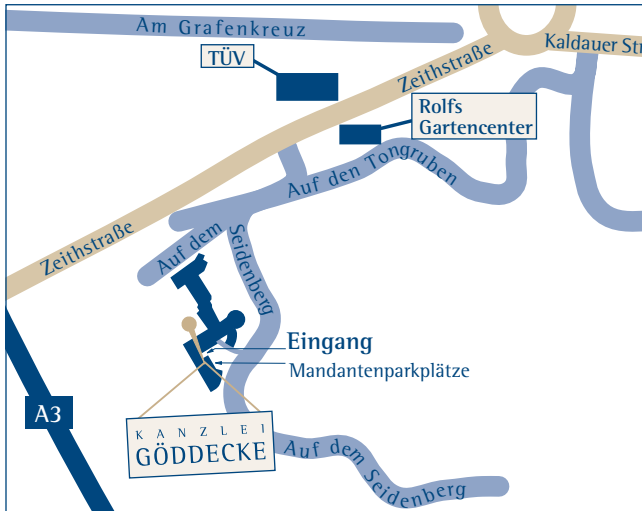 Am Grafenkreuz
TÜV
Zeithstraße
Kaldauer Str
Rolfs
Gartencenter
Auf den Tongruben
Zeithstraße
Auf dem
Seidenberg
Eingang
Mandantenparkplätze
A3
KANZLEI
GÖDDECKE
Auf dem Seidenberg